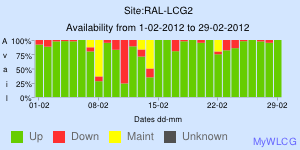 Site:RAL-LCG2
Availability from 1-02-2012 to 29-02-2012
Avail
100%
75%
50%
25%
0%
01-02 08-02 15-02 22-02 29-02
Dates dd-mm
Up Down Maint Unknown
MyWLCG